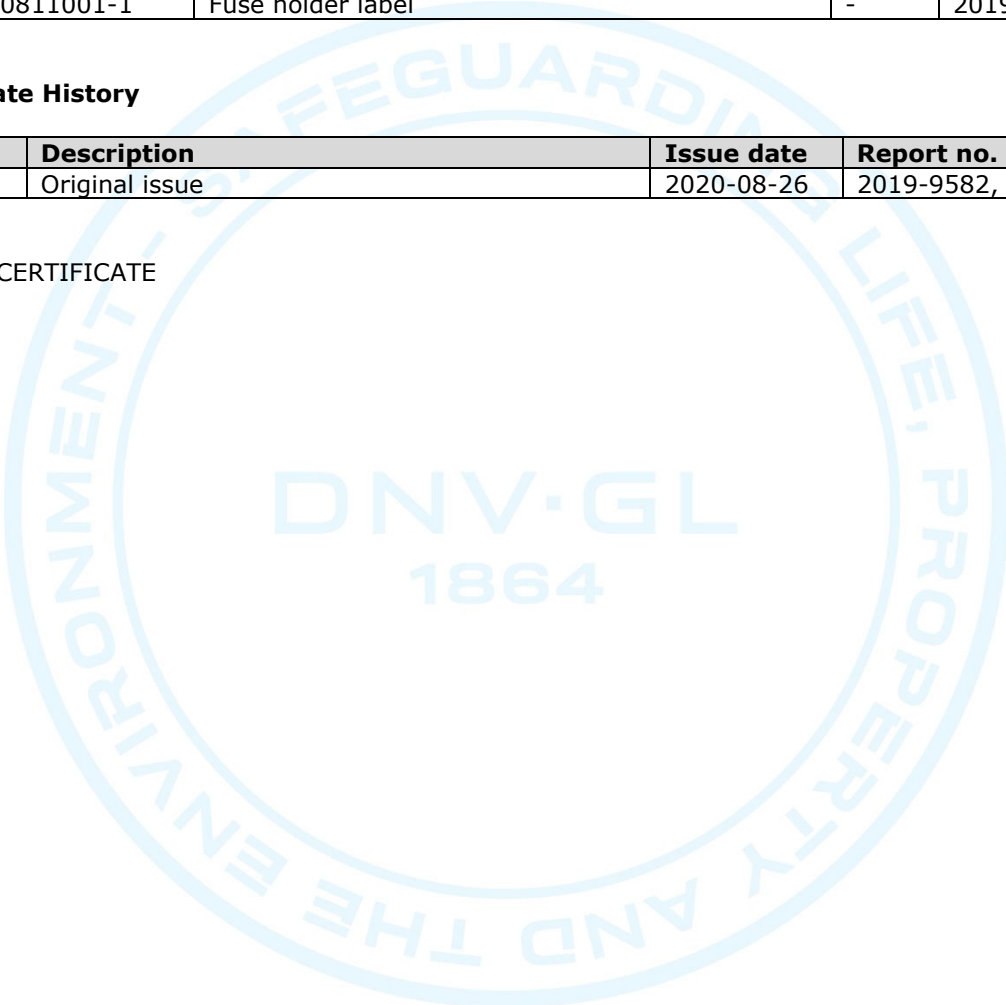 0811001-1 Fuse holder label - 2019
ate History
Description Issue date Report no.
Original issue 2020-08-26 2019-9582,
CERTIFICATE
SAFEGUARDING LIFE, PROPERTY AND THE ENVIRONMENT -
DNV·GL
1864